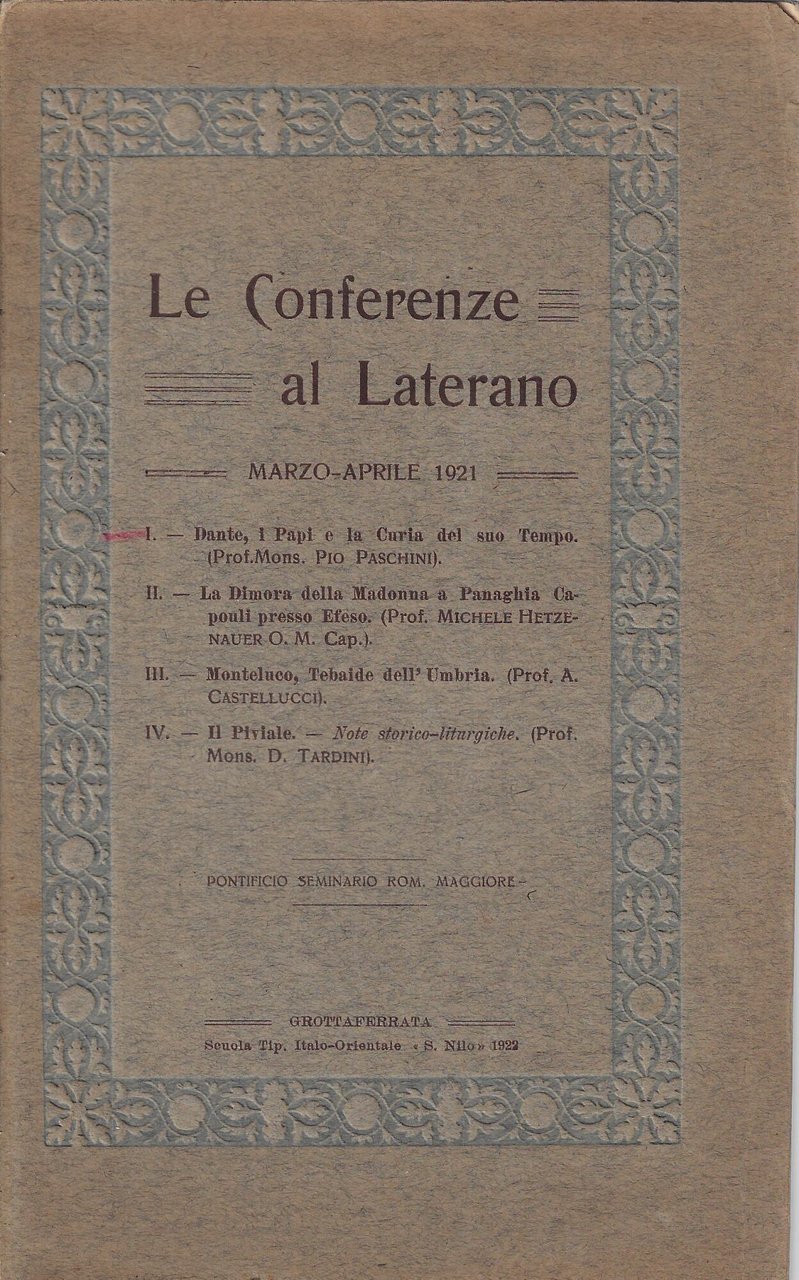 Le Conferenze
al Laterano
MARZO-APRILE 1921
I. — Dante, i Papi e la Curia del suo Tempo.
(Prof. Mons. PIO PASCHINI).
II. — La Dimora della Madonna a Panaghia Ca-
pouli presso Efeso. (Prof. MICHELE HETZE-
NAUER O. M. Cap.).
III. — Monteluco, Tebaide dell' Umbria. (Prof. A.
CASTELLUCCI).
IV. — Il Piviale. — Note storico-liturgiche. (Prof.
Mons. D. TARDINI).
PONTIFICIO SEMINARIO ROM. MAGGIORE
GROTTAFERRATA
Scuola Tip. Italo-Orientale « S. Nilo » 1922